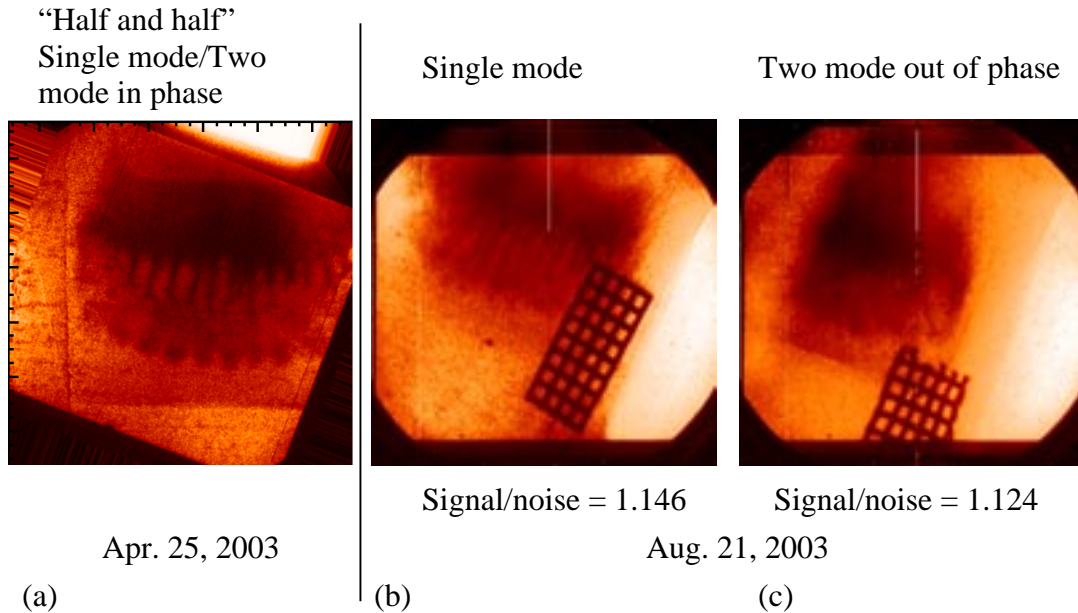 “Half and half”
Single mode/Two
mode in phase
Single mode
Two mode out of phase
Signal/noise = 1.146
Signal/noise = 1.124
Apr. 25, 2003
Aug. 21, 2003
(a)
(b)
(c)